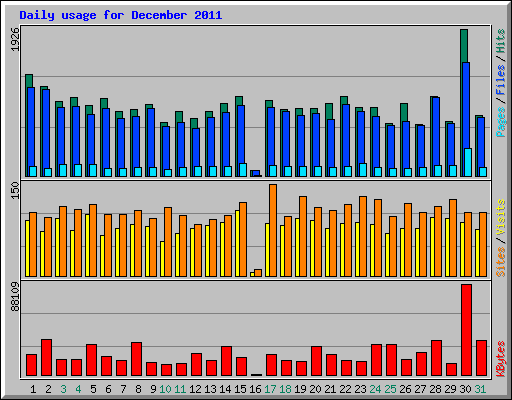 Daily usage for December 2011
1926
Pages / Files / Hits
150
Sites / Visits
88109
KBytes
1 2 3 4 5 6 7 8 9 10 11 12 13 14 15 16 17 18 19 20 21 22 23 24 25 26 27 28 29 30 31